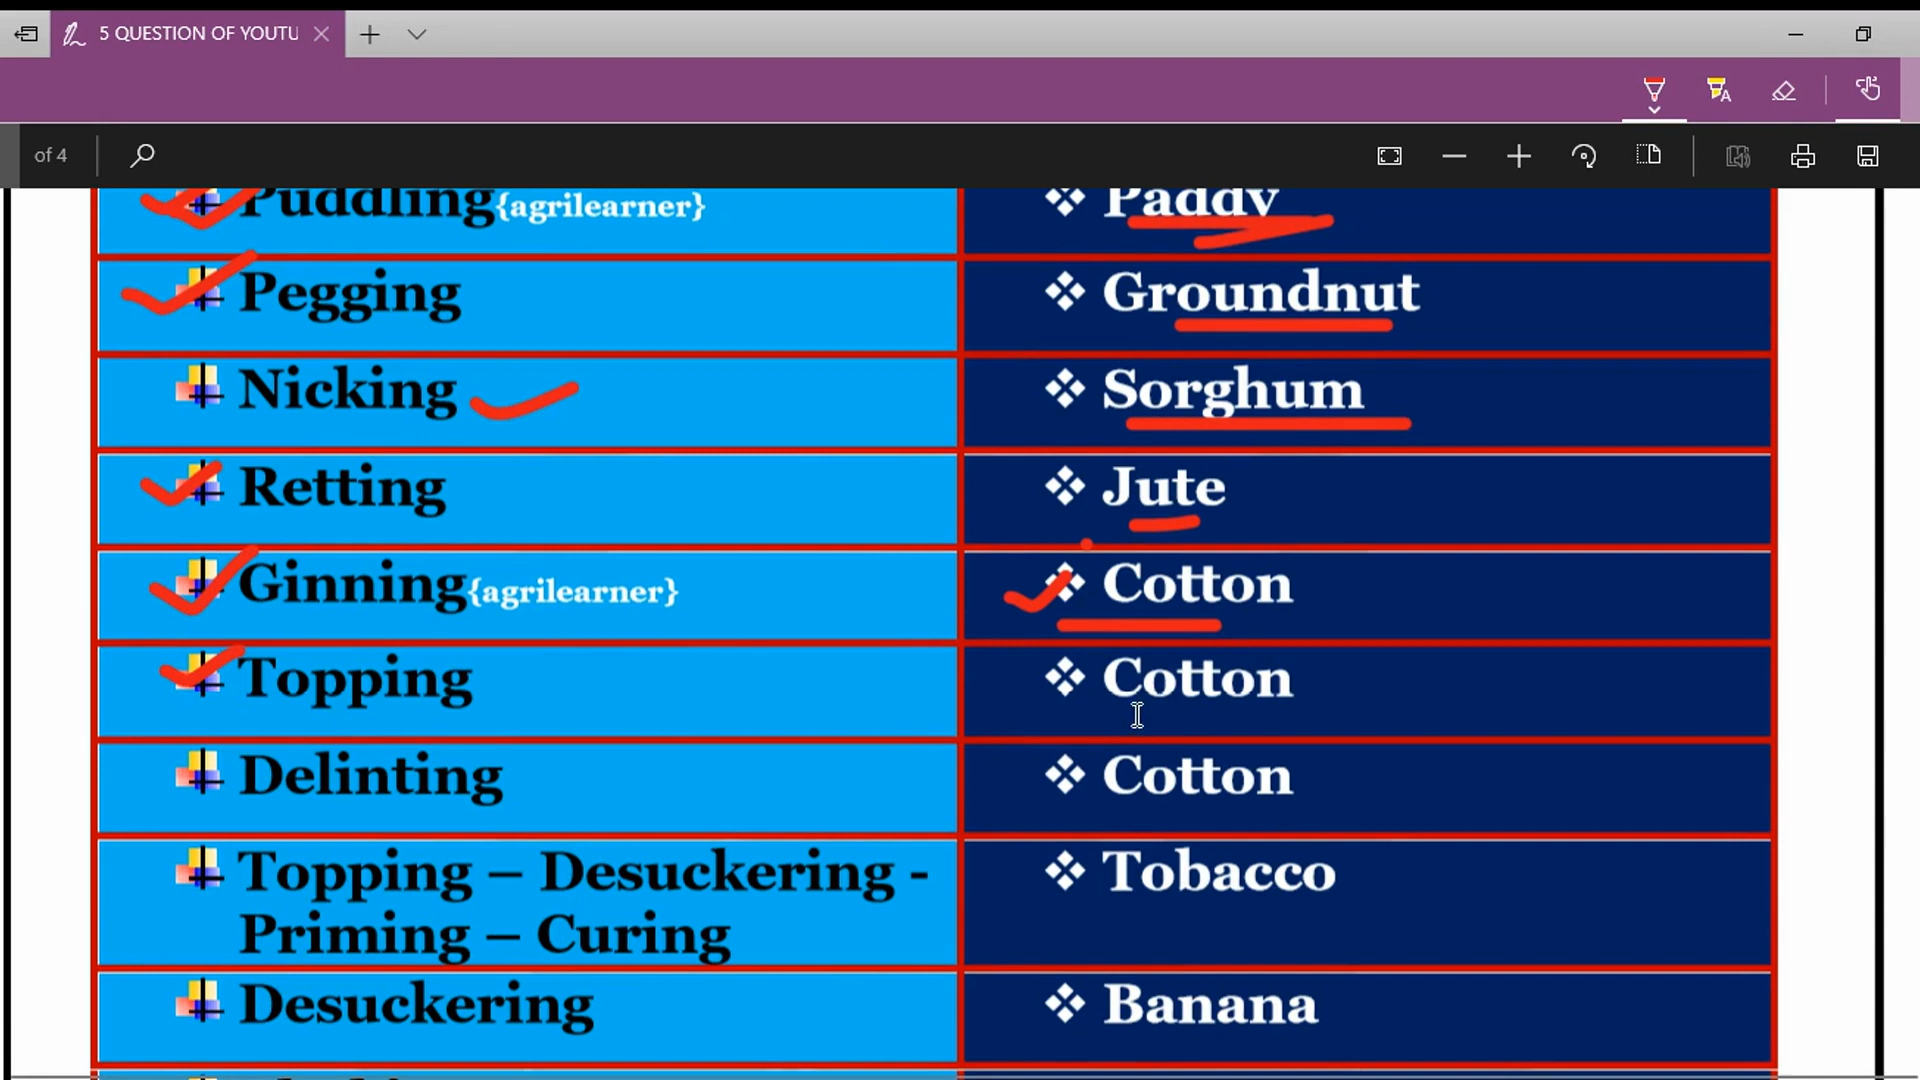 5 QUESTION OF YOUTU
of 4
Puddling{agrilearner}
Paddy
Pegging
Groundnut
Nicking
Sorghum
Retting
Jute
Ginning{agrilearner}
Cotton
Topping
Cotton
Delinting
Cotton
Topping – Desuckering -
Priming – Curing
Tobacco
Desuckering
Banana